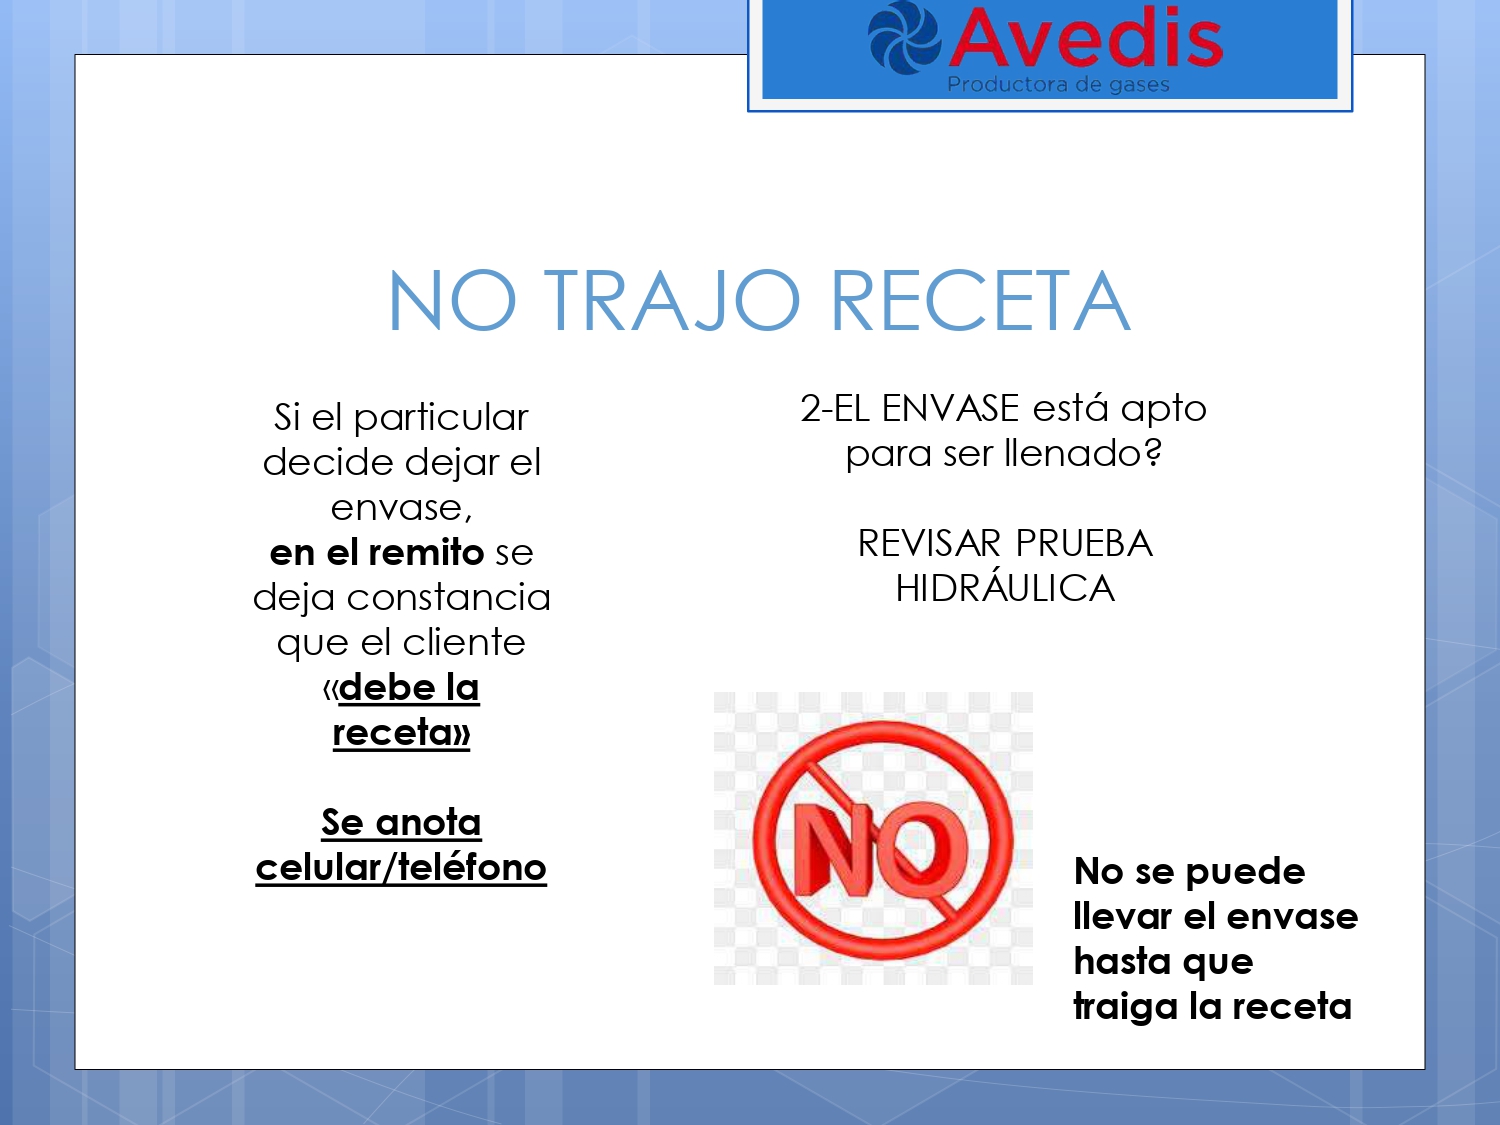 Avedis
Productora de gases
NO TRAJO RECETA
Si el particular
decide dejar el
envase,
en el remito se
deja constancia
que el cliente
«debe la
receta»
Se anota
celular/teléfono
2-EL ENVASE está apto
para ser llenado?
REVISAR PRUEBA
HIDRÁULICA
NO
No se puede
llevar el envase
hasta que
traiga la receta